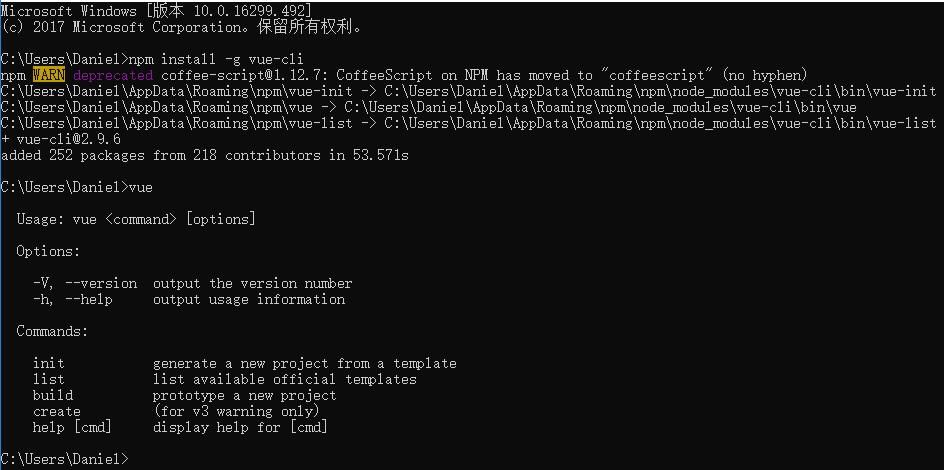 Microsoft Windows [版本 10.0.16299.492]
(c) 2017 Microsoft Corporation。保留所有权利。
C:\Users\Daniel>npm install -g vue-cli
npm WARN deprecated coffee-script@1.12.7: CoffeeScript on NPM has moved to "coffeescript" (no hyphen)
C:\Users\Daniel\AppData\Roaming\npm\vue-init -> C:\Users\Daniel\AppData\Roaming\npm\node_modules\vue-cli\bin\vue-init
C:\Users\Daniel\AppData\Roaming\npm\vue -> C:\Users\Daniel\AppData\Roaming\npm\node_modules\vue-cli\bin\vue
C:\Users\Daniel\AppData\Roaming\npm\vue-list -> C:\Users\Daniel\AppData\Roaming\npm\node_modules\vue-cli\bin\vue-list
+ vue-cli@2.9.6
added 252 packages from 218 contributors in 53.571s
C:\Users\Daniel>vue
Usage: vue <command> [options]
Options:
-V, --version  output the version number
-h, --help     output usage information
Commands:
init           generate a new project from a template
list           list available official templates
build          prototype a new project
create         (for v3 warning only)
help [cmd]     display help for [cmd]
C:\Users\Daniel>